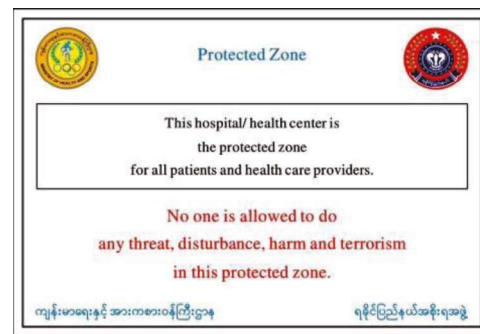 Protected Zone
This hospital/ health center is
the protected zone
for all patients and health care providers.
No one is allowed to do
any threat, disturbance, harm and terrorism
in this protected zone.
ကျန်းမာရေးနှင့် အားကစားဝန်ကြီးဌာန
ရခိုင်ပြည်နယ်အစိုးရအဖွဲ့